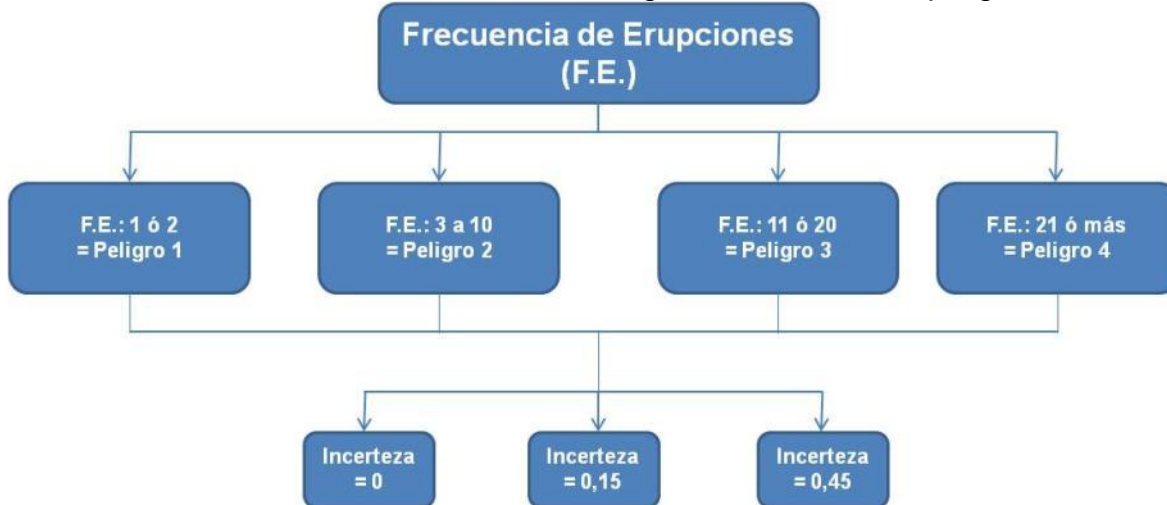 Frecuencia de Erupciones
(F.E.)
F.E.: 1 ó 2
= Peligro 1
F.E.: 3 a 10
= Peligro 2
F.E.: 11 ó 20
= Peligro 3
F.E.: 21 ó más
= Peligro 4
Incerteza
= 0
Incerteza
= 0,15
Incerteza
= 0,45